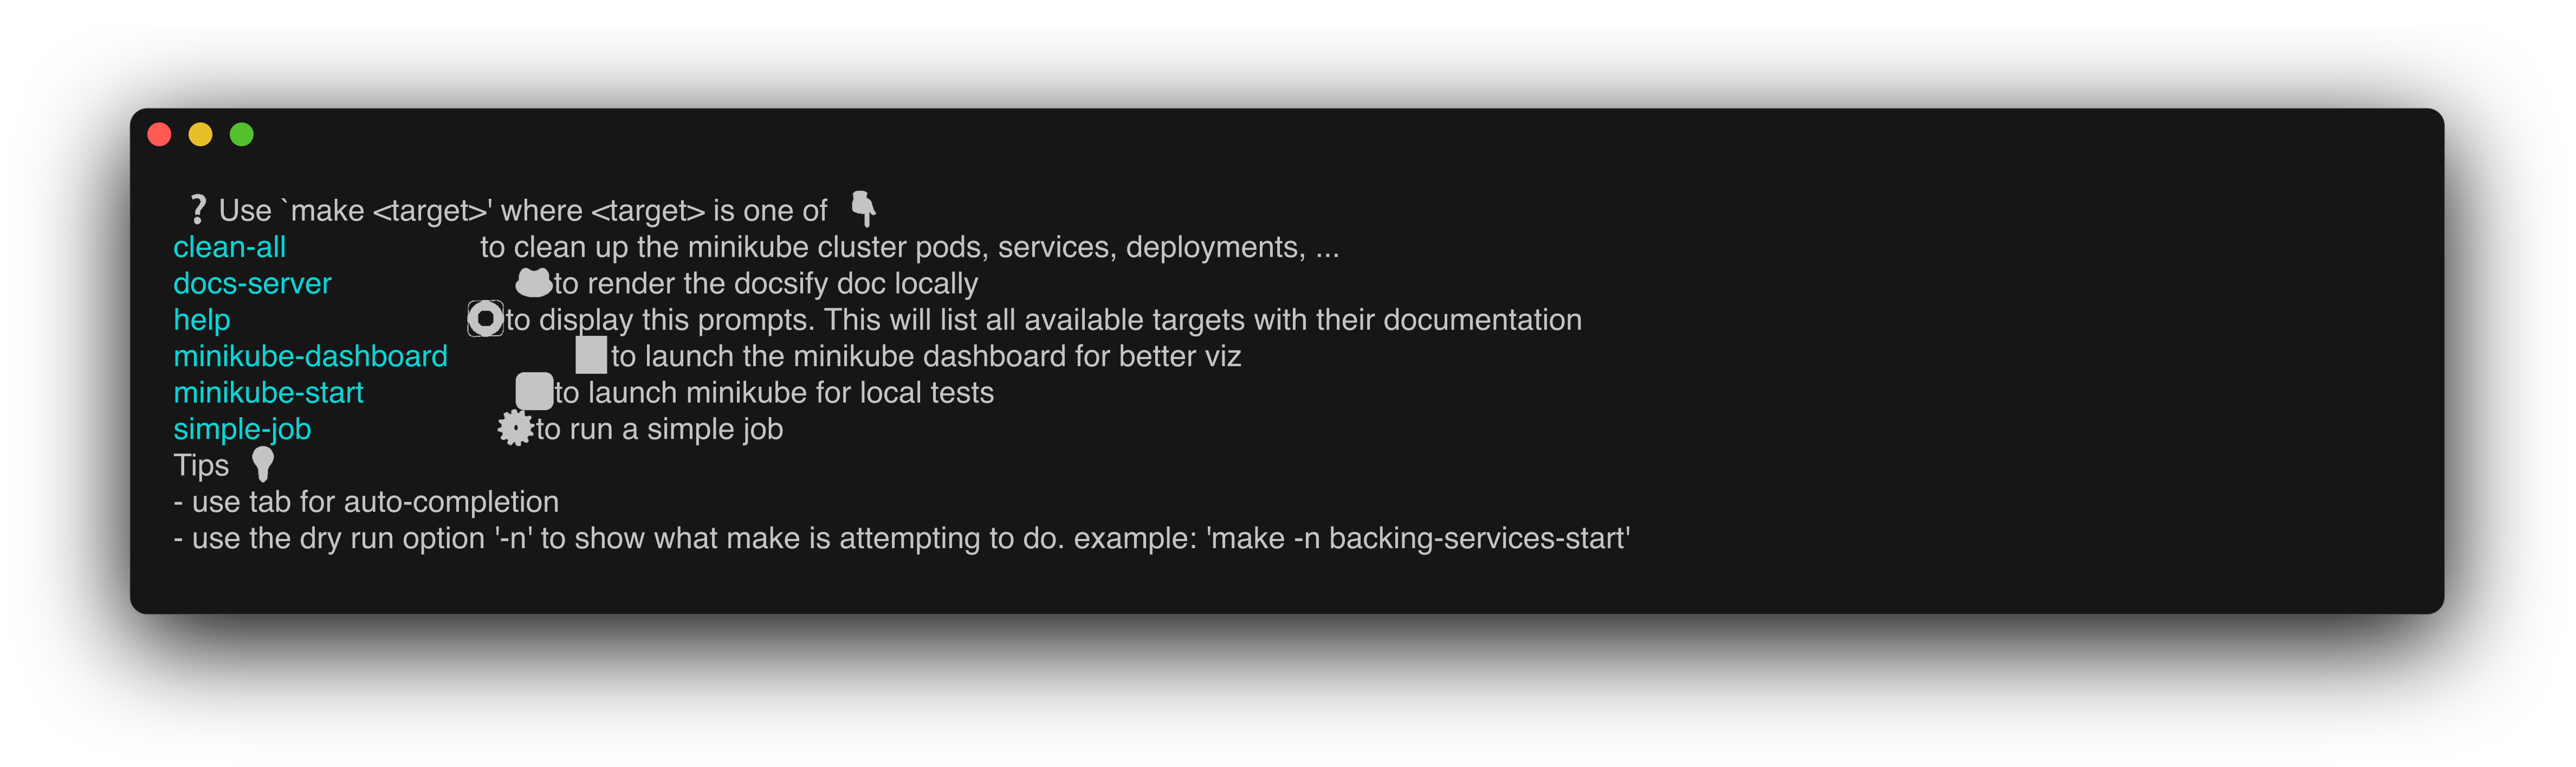 ❓ Use `make <target>' where <target> is one of 👇
clean-all to clean up the minikube cluster pods, services, deployments, ...
docs-server to render the docsify doc locally
help to display this prompts. This will list all available targets with their documentation
minikube-dashboard to launch the minikube dashboard for better viz
minikube-start to launch minikube for local tests
simple-job to run a simple job
Tips 💡
- use tab for auto-completion
- use the dry run option '-n' to show what make is attempting to do. example: 'make -n backing-services-start'